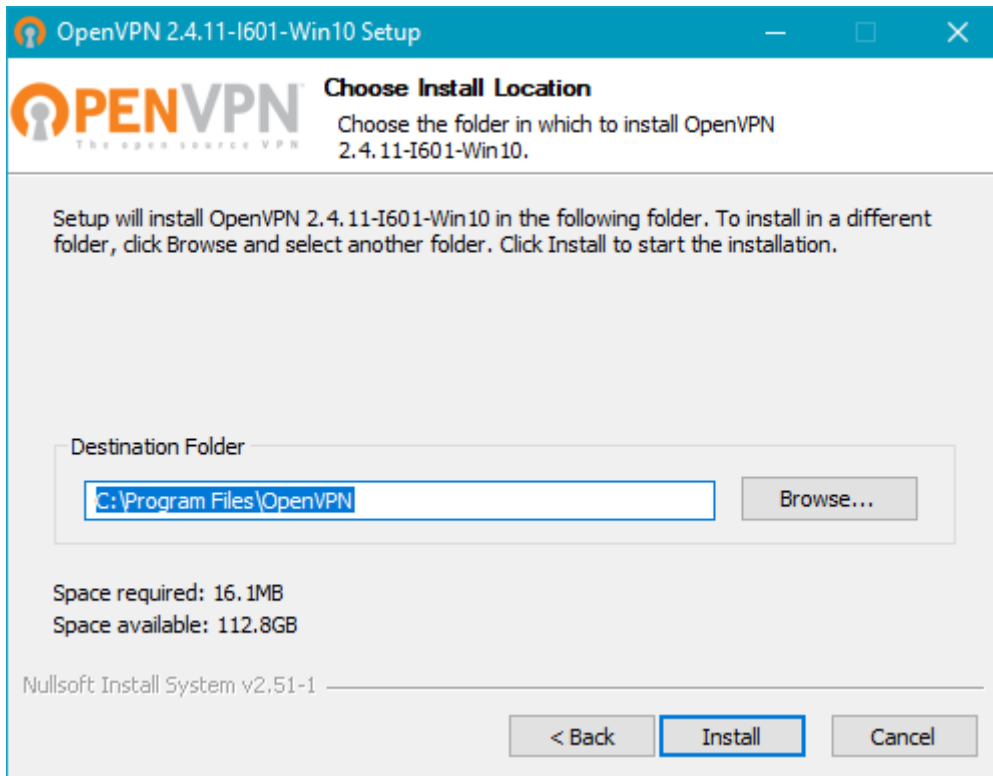 OpenVPN 2.4.11-I601-Win10 Setup
OPENVPN
The open source VPN
Choose Install Location
Choose the folder in which to install OpenVPN
2.4.11-I601-Win10.
Setup will install OpenVPN 2.4.11-I601-Win10 in the following folder. To install in a different
folder, click Browse and select another folder. Click Install to start the installation.
Destination Folder
C:\Program Files\OpenVPN
Browse...
Space required: 16.1MB
Space available: 112.8GB
Nullsoft Install System v2.51-1
< Back
Install
Cancel